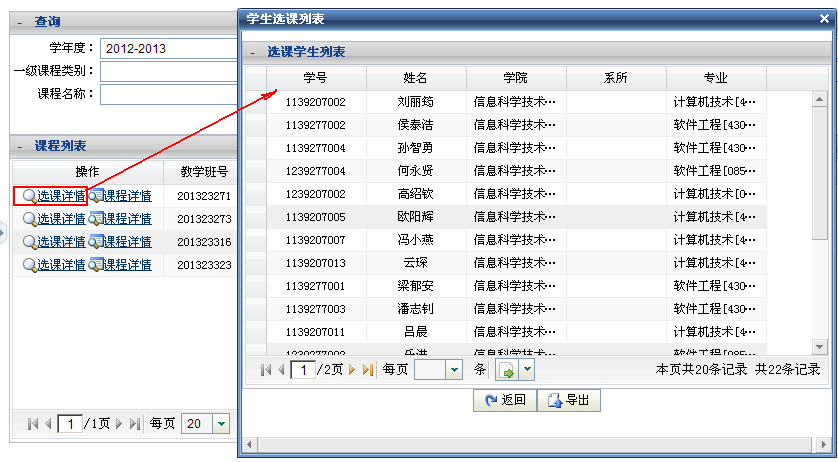 - 查询
学年度： 2012-2013
一级课程类别：
课程名称：
- 课程列表
操作 教学班号
选课详情 课程详情 201323271
选课详情 课程详情 201323273
选课详情 课程详情 201323316
选课详情 课程详情 201323323
1 /1页 每页 20
学生选课列表
- 选课学生列表
学号 姓名 学院 系所 专业
1139207002 刘丽筠 信息科学技术… 计算机技术[4…
1139277002 侯泰浩 信息科学技术… 软件工程[430…
1139277004 孙智勇 信息科学技术… 软件工程[430…
1239277004 何永贤 信息科学技术… 软件工程[085…
1239207002 高绍钦 信息科学技术… 计算机技术[0…
1139207005 欧阳辉 信息科学技术… 计算机技术[4…
1139207007 冯小燕 信息科学技术… 计算机技术[4…
1139207013 云琛 信息科学技术… 计算机技术[4…
1139277001 梁郁安 信息科学技术… 软件工程[430…
1139277003 潘志钊 信息科学技术… 软件工程[430…
1139207011 吕晨 信息科学技术… 计算机技术[4…
1 /2页 每页 条 本页共20条记录 共22条记录
返回 导出